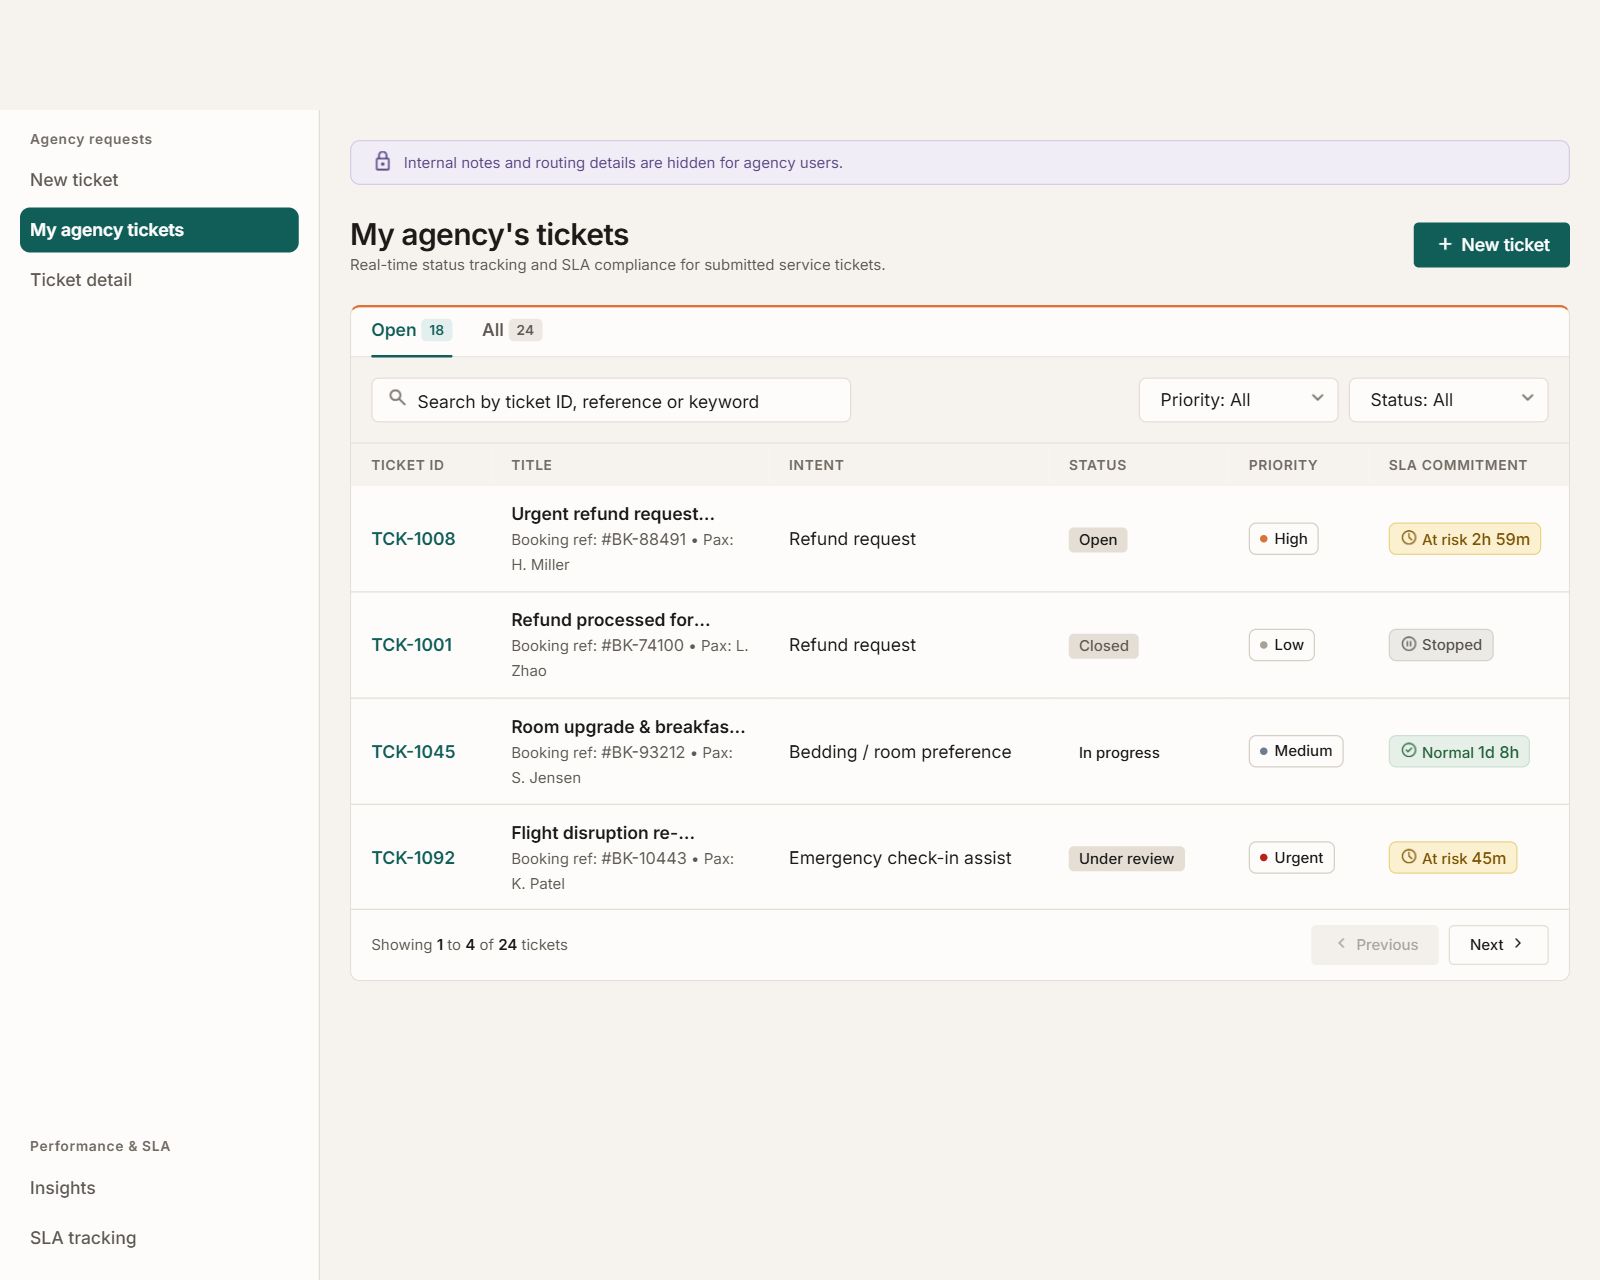 Agency requests
New ticket
My agency tickets
Ticket detail
Performance & SLA
Insights
SLA tracking
Internal notes and routing details are hidden for agency users.
My agency's tickets
Real-time status tracking and SLA compliance for submitted service tickets.
+ New ticket
Open 18 All 24
Search by ticket ID, reference or keyword
Priority: All
Status: All
TICKET ID TITLE INTENT STATUS PRIORITY SLA COMMITMENT
Urgent refund request...
TCK-1008 Booking ref: #BK-88491 • Pax: Refund request Open High At risk 2h 59m
H. Miller
Refund processed for...
TCK-1001 Booking ref: #BK-74100 • Pax: L. Refund request Closed Low Stopped
Zhao
Room upgrade & breakfas...
TCK-1045 Booking ref: #BK-93212 • Pax: Bedding / room preference In progress Medium Normal 1d 8h
S. Jensen
Flight disruption re-...
TCK-1092 Booking ref: #BK-10443 • Pax: Emergency check-in assist Under review Urgent At risk 45m
K. Patel
Showing 1 to 4 of 24 tickets
Previous
Next